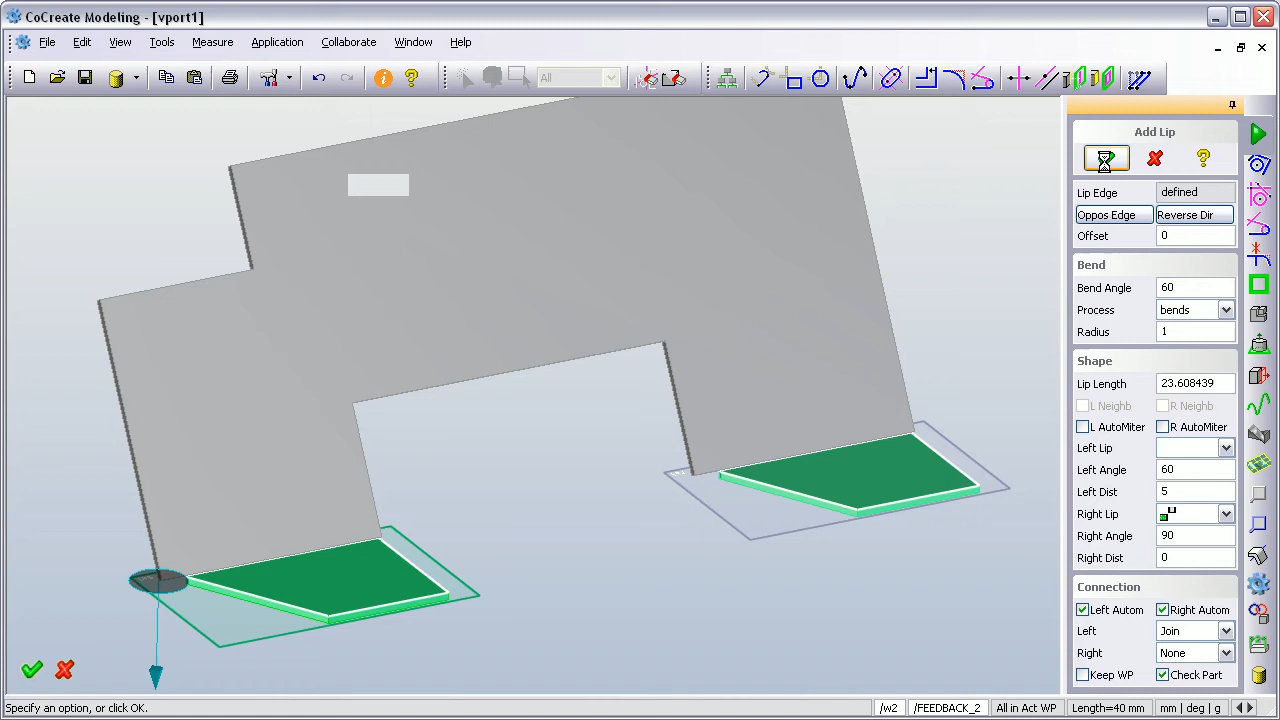 CoCreate Modeling - [vport1]
File Edit View Tools Measure Application Collaborate Window Help
All
Add Lip
Lip Edge defined
Oppos Edge Reverse Dir
Offset 0
Bend
Bend Angle 60
Process bends
Radius 1
Shape
Lip Length 23.608439
L Neighb R Neighb
L AutoMiter R AutoMiter
Left Lip
Left Angle 60
Left Dist 5
Right Lip
Right Angle 90
Right Dist 0
Connection
Left Autom Right Autom
Left Join
Right None
Keep WP Check Part
Specify an option, or click OK. /w2 /FEEDBACK_2 All in Act WP Length=40 mm mm | deg | g